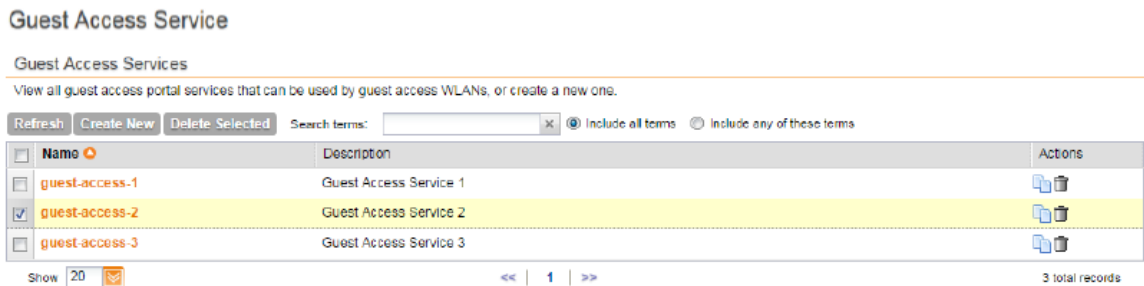 Guest Access Service
Guest Access Services
View all guest access portal services that can be used by guest access WLANs, or create a new one.
Refresh Create New Delete Selected Search terms: x Include all terms Include any of these terms
Name Description Actions
guest-access-1 Guest Access Service 1
guest-access-2 Guest Access Service 2
guest-access-3 Guest Access Service 3
Show 20 << | 1 | >> 3 total records